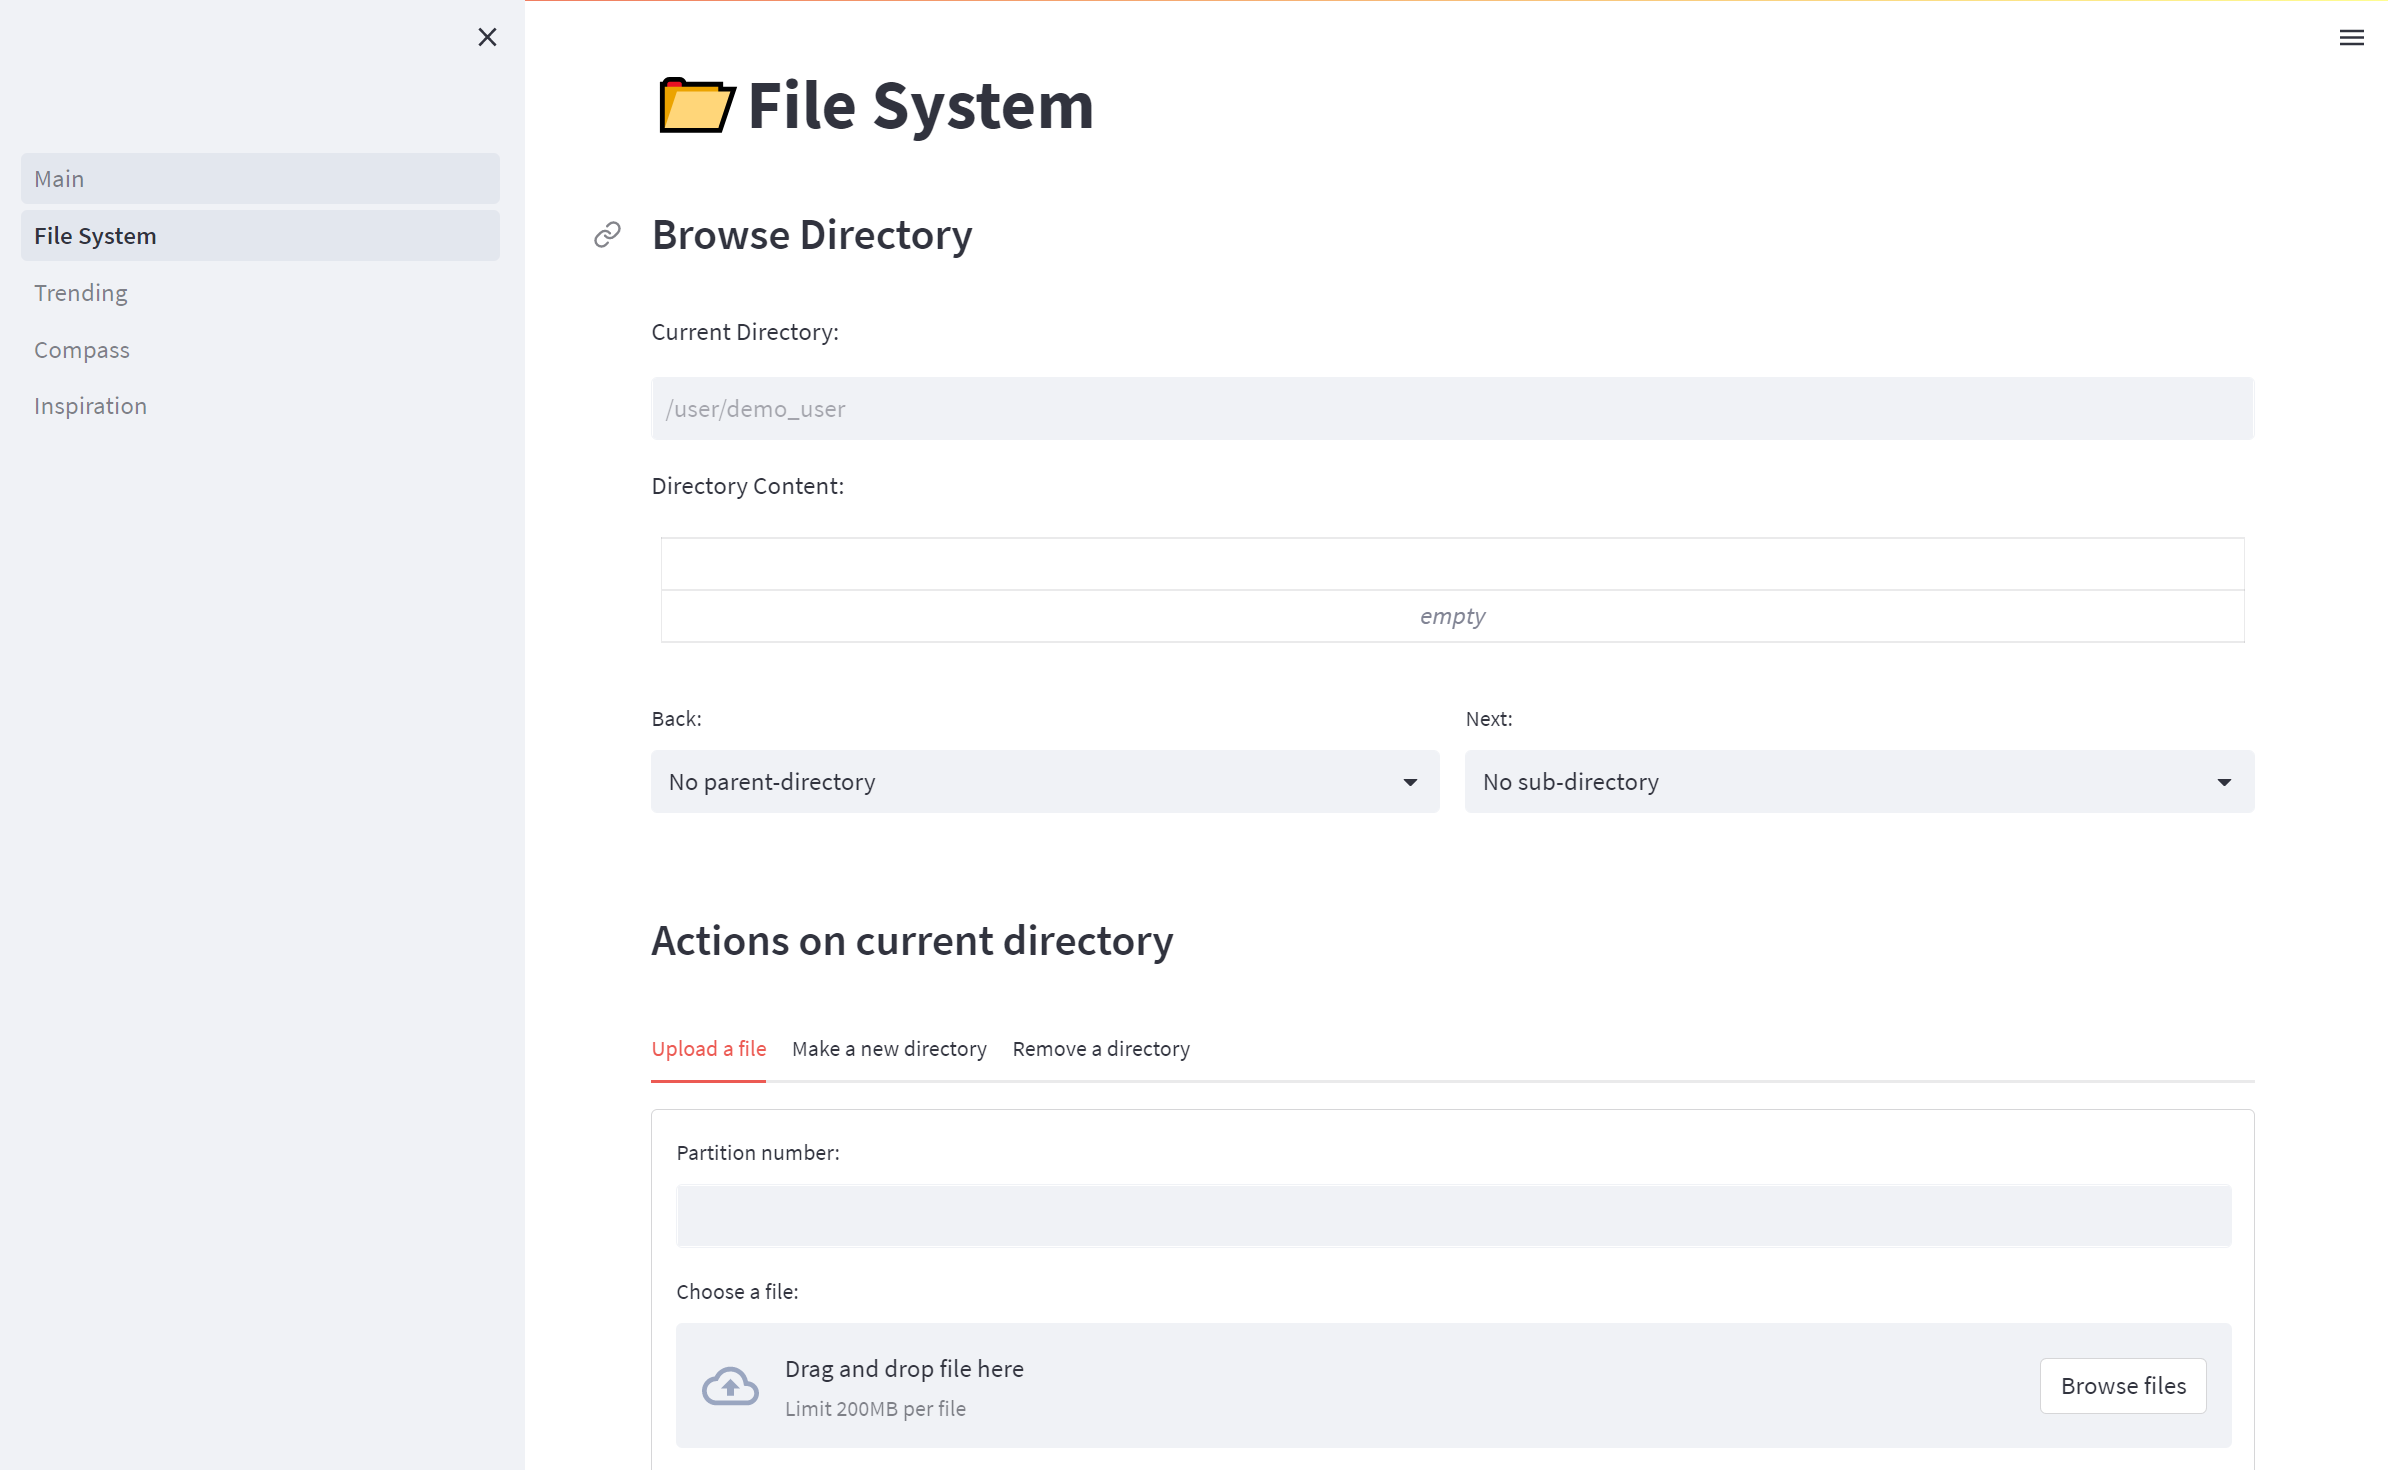 Main
File System
Trending
Compass
Inspiration
File System
Browse Directory
Current Directory:
/user/demo_user
Directory Content:
empty
Back:
Next:
No parent-directory
No sub-directory
Actions on current directory
Upload a file
Make a new directory
Remove a directory
Partition number:
Choose a file:
Drag and drop file here
Limit 200MB per file
Browse files